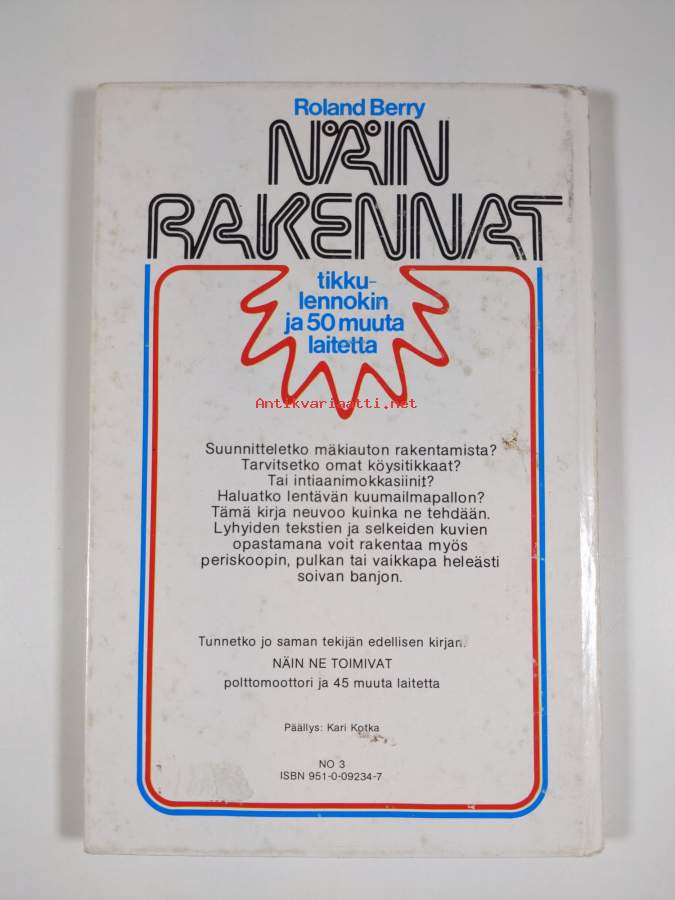 Roland Berry
NÄIN
RAKENNAT
tikku-
lennokin
ja 50 muuta
laitetta
Antikvariaatti.net
Suunnitteletko mäkiauton rakentamista?
Tarvitsetko omat köysitikkaat?
Tai intiaanimokkasiinit?
Haluatko lentävän kuumailmapallon?
Tämä kirja neuvoo kuinka ne tehdään.
Lyhyiden tekstien ja selkeiden kuvien
opastamana voit rakentaa myös
periskoopin, pulkan tai vaikkapa heleästi
soivan banjon.
Tunnetko jo saman tekijän edellisen kirjan:
NÄIN NE TOIMIVAT
polttomoottori ja 45 muuta laitetta
Päällys: Kari Kotka
NO 3
ISBN 951-0-09234-7